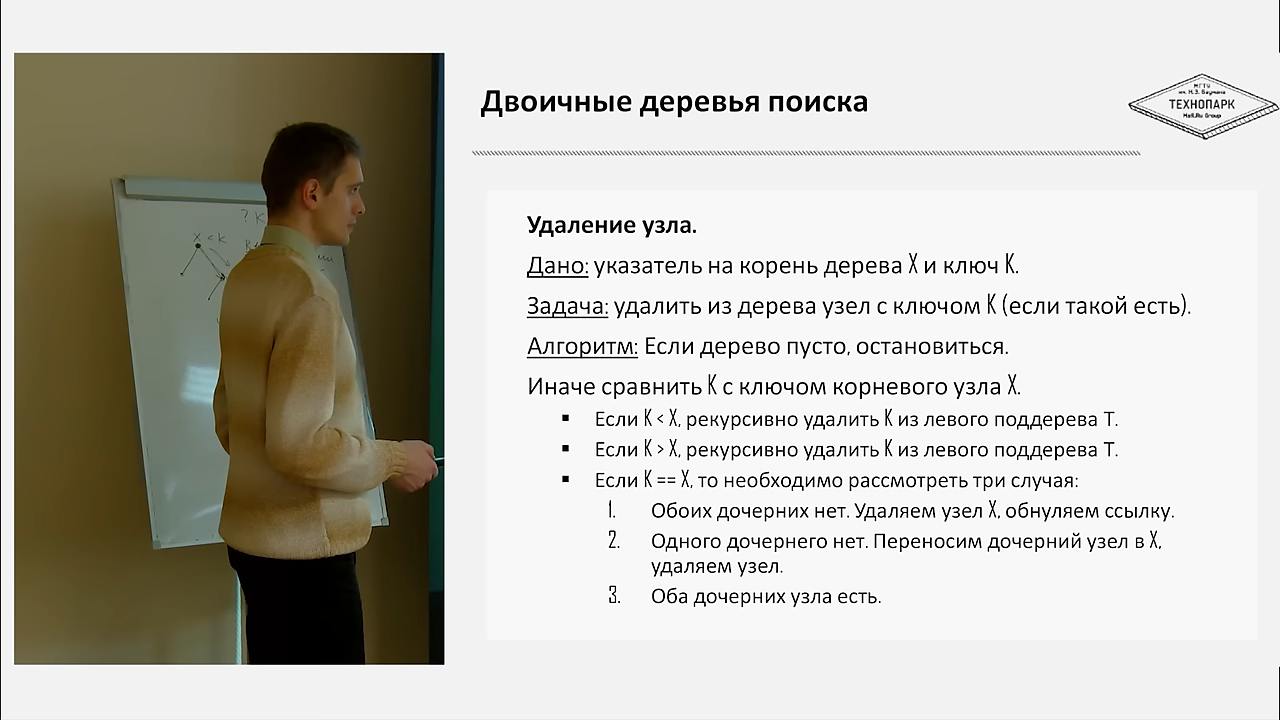 Двоичные деревья поиска
МГТУ
им. Н.Э. Баумана
ТЕХНОПАРК
Mail.Ru Group
Удаление узла.
Дано: указатель на корень дерева X и ключ K.
Задача: удалить из дерева узел с ключом K (если такой есть).
Алгоритм: Если дерево пусто, остановиться.
Иначе сравнить K с ключом корневого узла X.
▪ Если K < X, рекурсивно удалить K из левого поддерева Т.
▪ Если K > X, рекурсивно удалить K из левого поддерева Т.
▪ Если K == X, то необходимо рассмотреть три случая:
1. Обоих дочерних нет. Удаляем узел X, обнуляем ссылку.
2. Одного дочернего нет. Переносим дочерний узел в X,
удаляем узел.
3. Оба дочерних узла есть.
? K
X < K